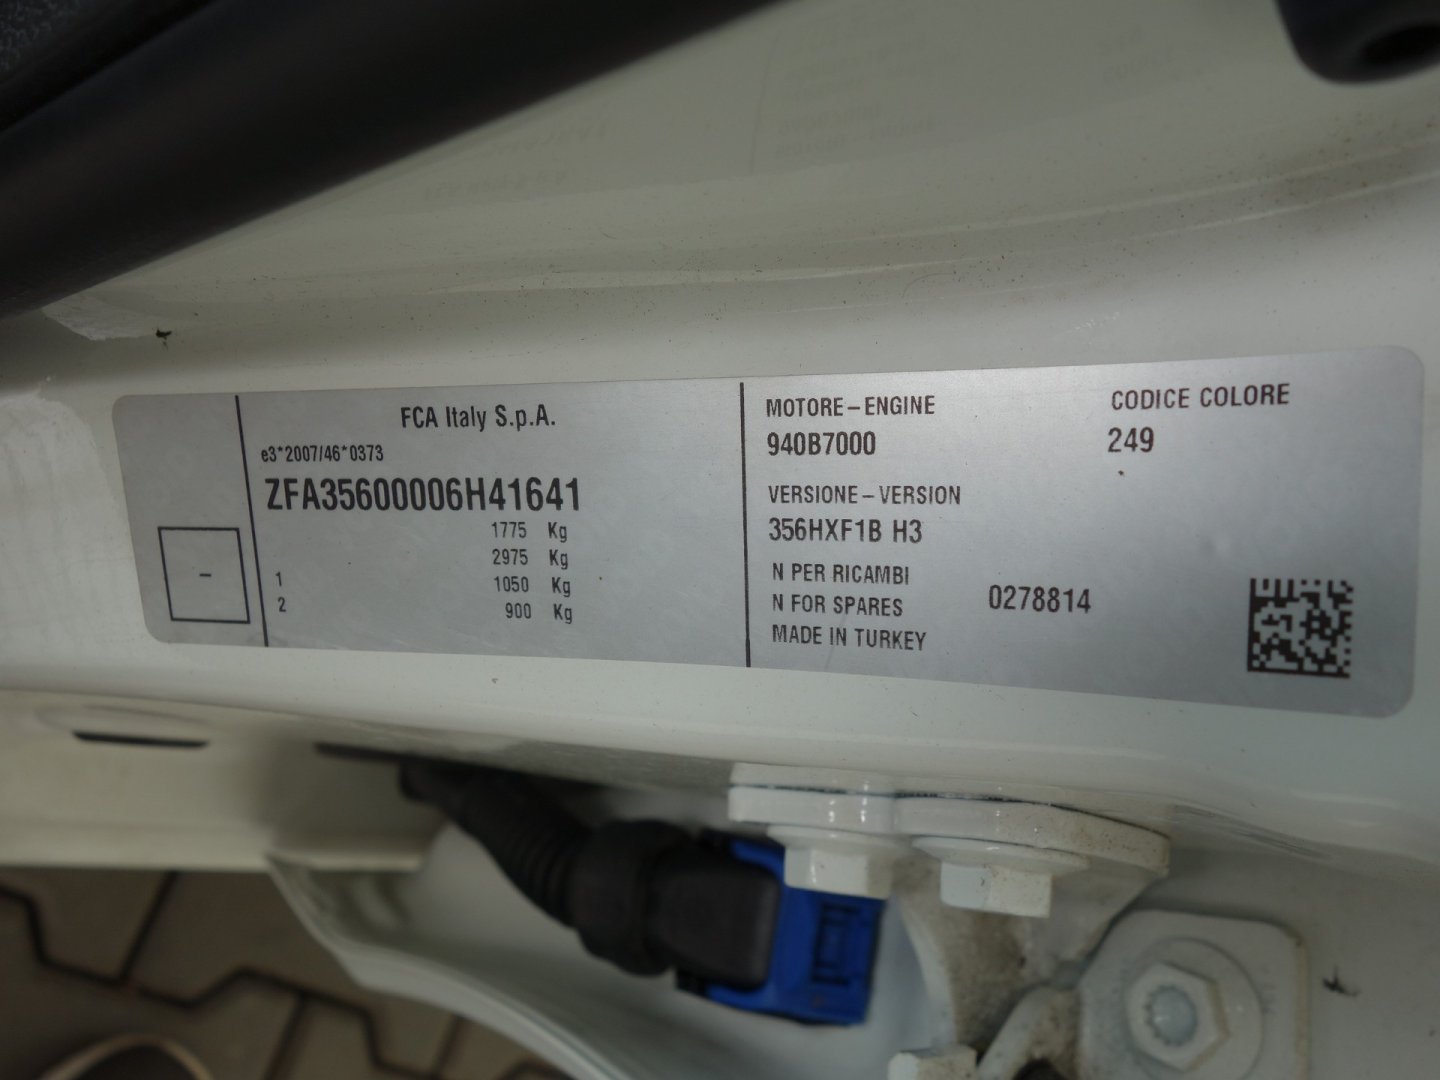 FCA Italy S.p.A.
e3*2007/46*0373
ZFA35600006H41641
1775 Kg
2975 Kg
1 1050 Kg
2 900 Kg
-
MOTORE-ENGINE
940B7000
CODICE COLORE
249
VERSIONE-VERSION
356HXF1B H3
N PER RICAMBI
N FOR SPARES 0278814
MADE IN TURKEY